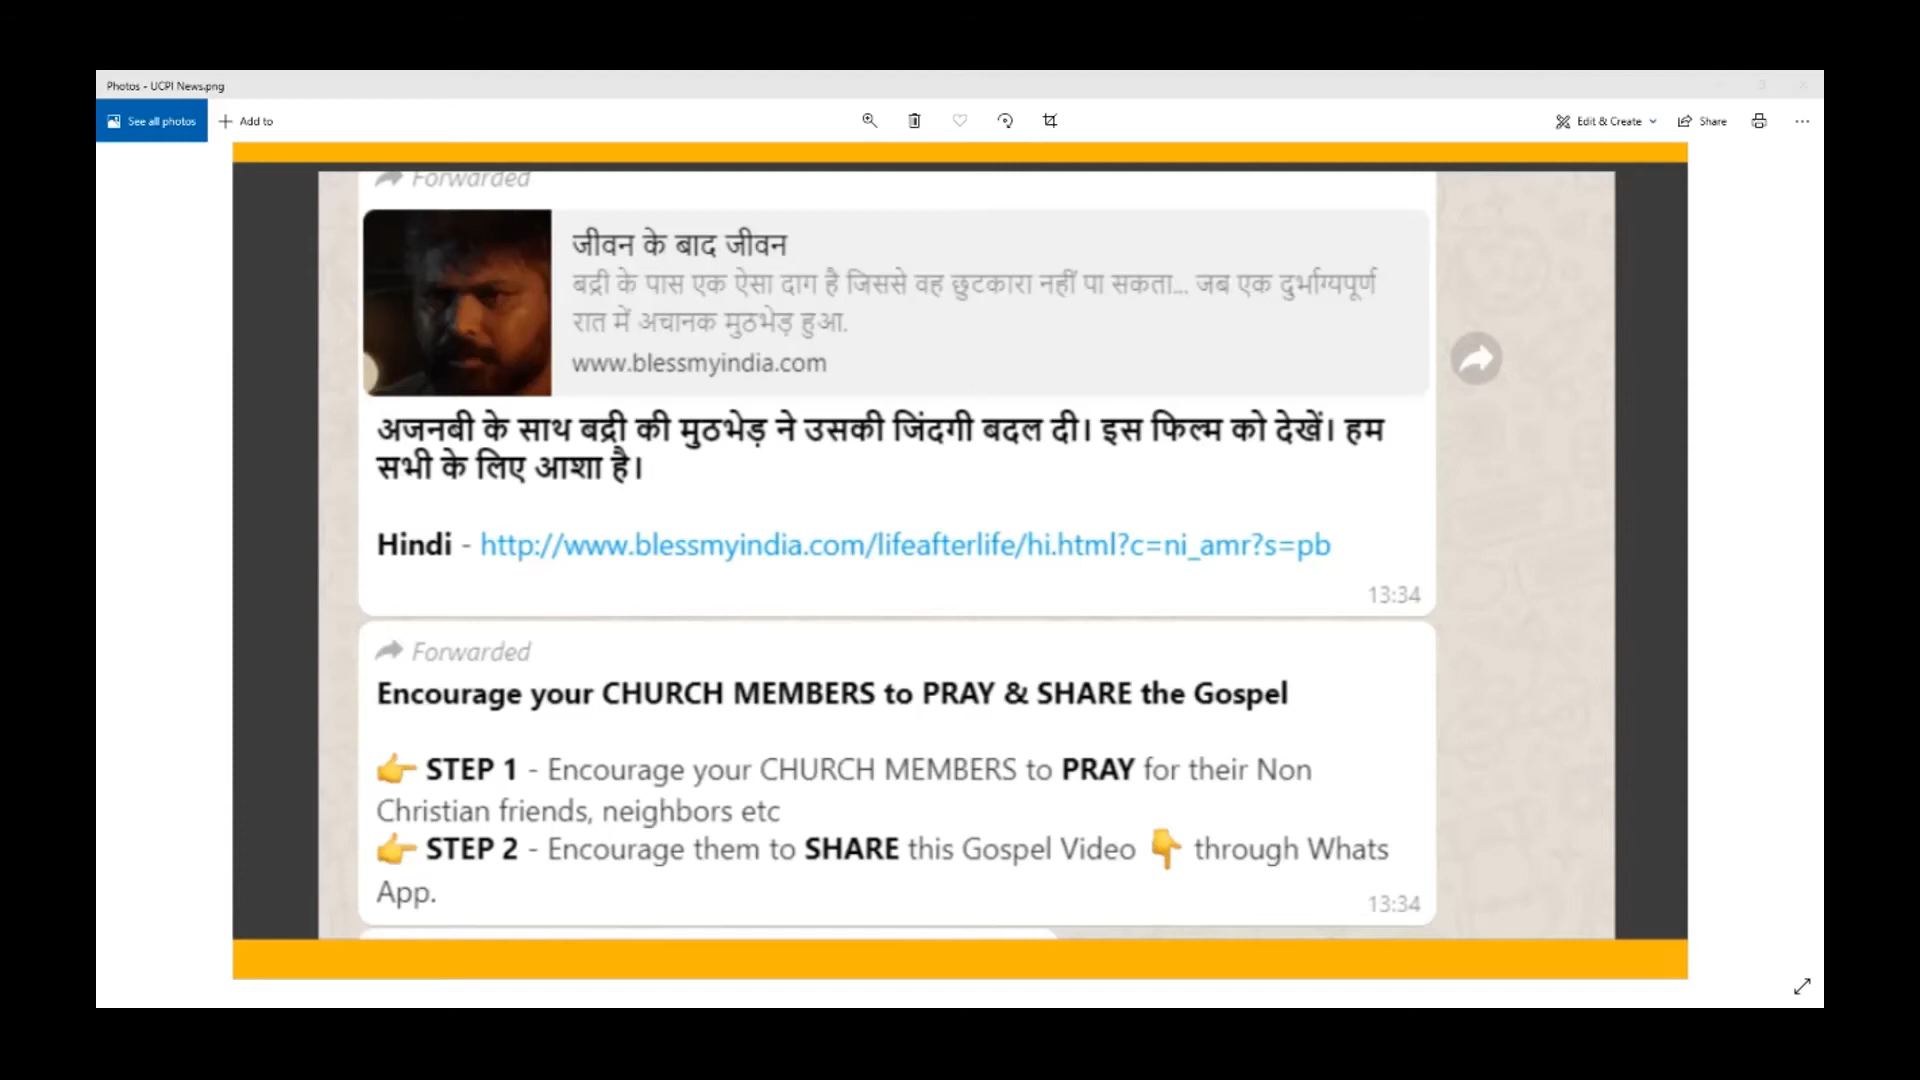 Photos - UCPI News.png
See all photos
Add to
Edit & Create
Share
Forwarded
जीवन के बाद जीवन
बद्री के पास एक ऐसा दाग है जिससे वह छुटकारा नहीं पा सकता... जब एक दुर्भाग्यपूर्ण
रात में अचानक मुठभेड़ हुआ.
www.blessmyindia.com
अजनबी के साथ बद्री की मुठभेड़ ने उसकी जिंदगी बदल दी। इस फिल्म को देखें। हम
सभी के लिए आशा है।
Hindi - http://www.blessmyindia.com/lifeafterlife/hi.html?c=ni_amr?s=pb
13:34
Forwarded
Encourage your CHURCH MEMBERS to PRAY & SHARE the Gospel
👉 STEP 1 - Encourage your CHURCH MEMBERS to PRAY for their Non
Christian friends, neighbors etc
👉 STEP 2 - Encourage them to SHARE this Gospel Video 👇 through Whats
App.
13:34